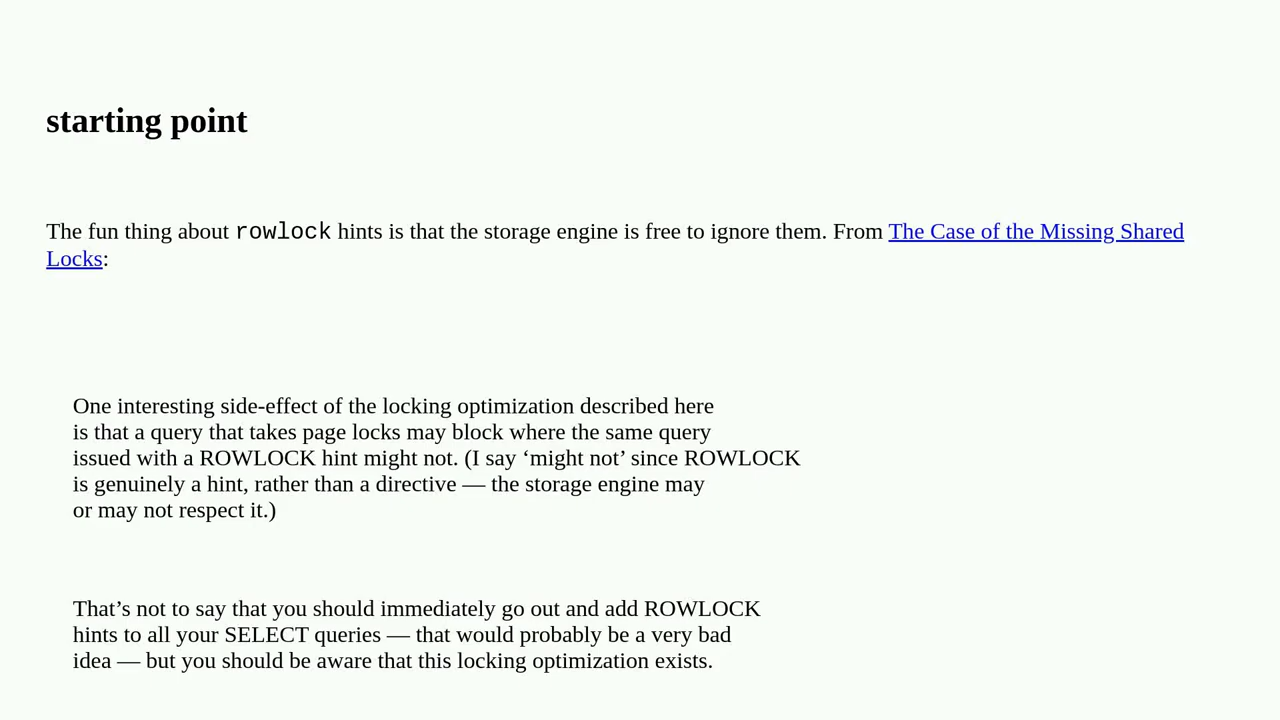 starting point
The fun thing about rowlock hints is that the storage engine is free to ignore them. From The Case of the Missing Shared
Locks:
One interesting side-effect of the locking optimization described here
is that a query that takes page locks may block where the same query
issued with a ROWLOCK hint might not. (I say ‘might not’ since ROWLOCK
is genuinely a hint, rather than a directive — the storage engine may
or may not respect it.)
That’s not to say that you should immediately go out and add ROWLOCK
hints to all your SELECT queries — that would probably be a very bad
idea — but you should be aware that this locking optimization exists.